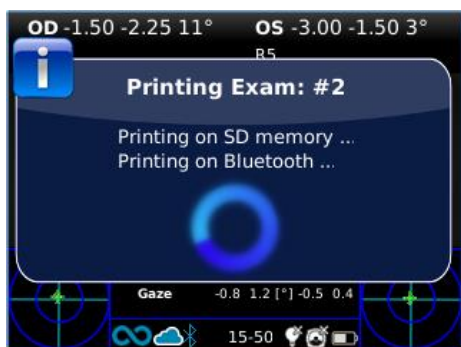 OD -1.50 -2.25 11° OS -3.00 -1.50 3°
R5
i
Printing Exam: #2
Printing on SD memory ...
Printing on Bluetooth ...
Gaze -0.8 1.2 [°] -0.5 0.4
15-50